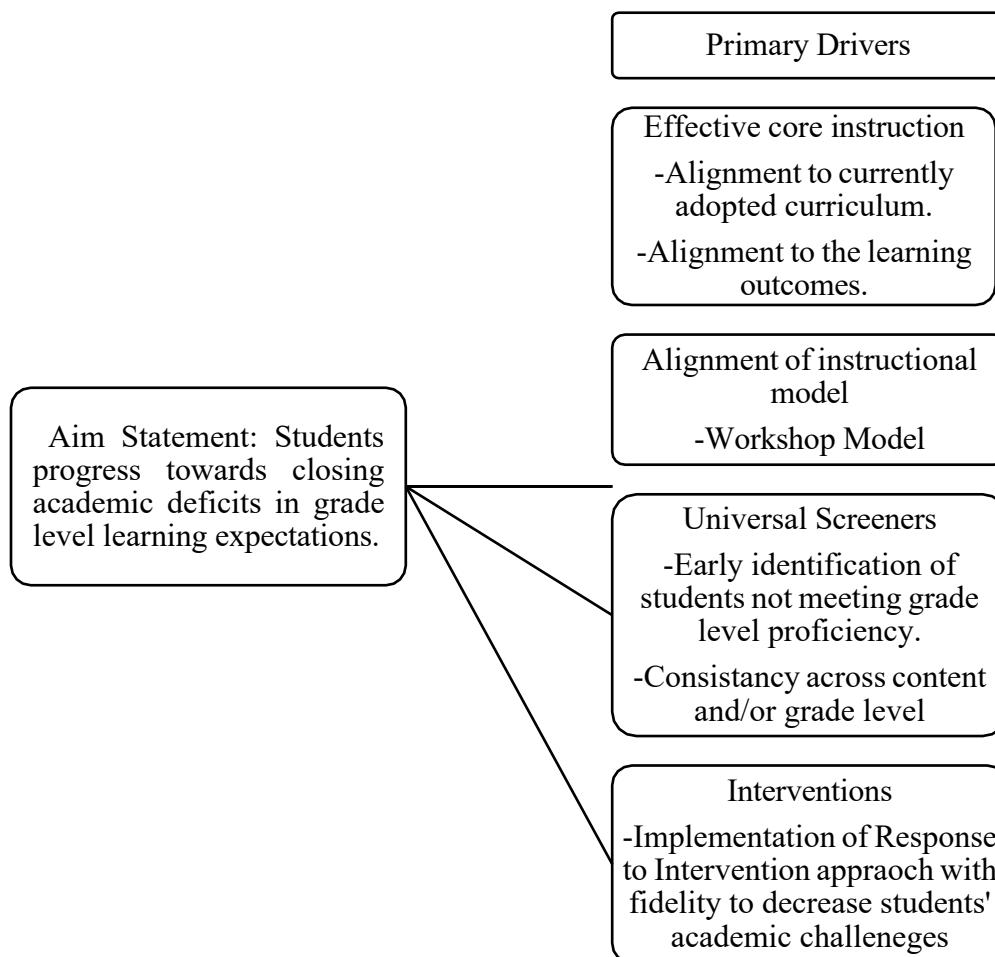 Primary Drivers
Effective core instruction
-Alignment to currently
adopted curriculum.
-Alignment to the learning
outcomes.
Alignment of instructional
model
-Workshop Model
Aim Statement: Students
progress towards closing
academic deficits in grade
level learning expectations.
Universal Screeners
-Early identification of
students not meeting grade
level proficiency.
-Consistancy across content
and/or grade level
Interventions
-Implementation of Response
to Intervention appraoch with
fidelity to decrease students'
academic challeneges